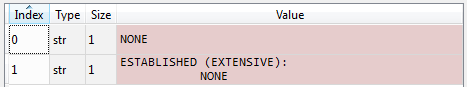 Index Type Size Value
0 str 1 NONE
1 str 1 ESTABLISHED (EXTENSIVE):
NONE